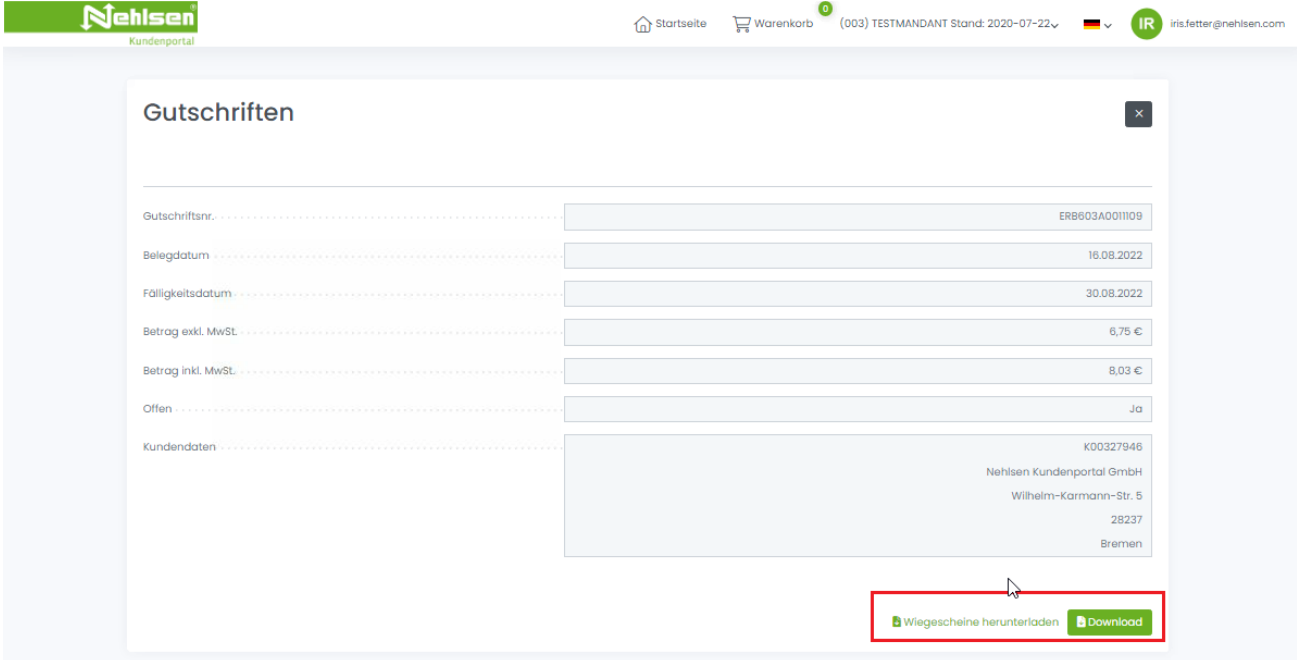 Nehlsen®
Kundenportal
Startseite
Warenkorb
0
(003) TESTMANDANT Stand: 2020-07-22
IR
iris.fetter@nehlsen.com
Gutschriften
×
Gutschriftsnr. ERB603A0011109
Belegdatum 16.08.2022
Fälligkeitsdatum 30.08.2022
Betrag exkl. MwSt. 6,75 €
Betrag inkl. MwSt. 8,03 €
Offen Ja
Kundendaten K00327946
Nehlsen Kundenportal GmbH
Wilhelm-Karmann-Str. 5
28237
Bremen
Wiegescheine herunterladen
Download